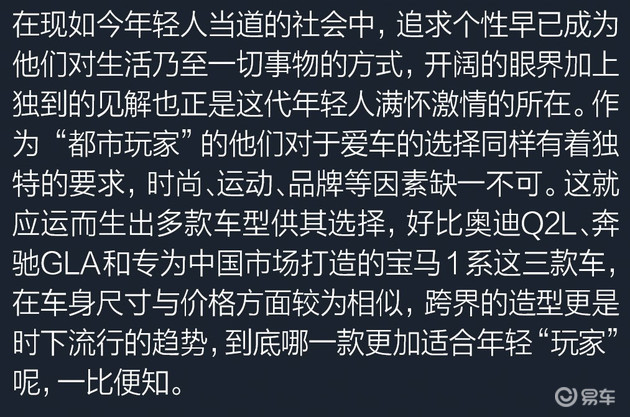 在现如今年轻人当道的社会中，追求个性早已成为
他们对生活乃至一切事物的方式，开阔的眼界加上
独到的见解也正是这代年轻人满怀激情的所在。作
为“都市玩家”的他们对于爱车的选择同样有着独
特的要求，时尚、运动、品牌等因素缺一不可。这就
应运而生出多款车型供其选择，好比奥迪Q2L、奔
驰GLA和专为中国市场打造的宝马1系这三款车，
在车身尺寸与价格方面较为相似，跨界的造型更是
时下流行的趋势，到底哪一款更加适合年轻“玩家”
呢，一比便知。
易车